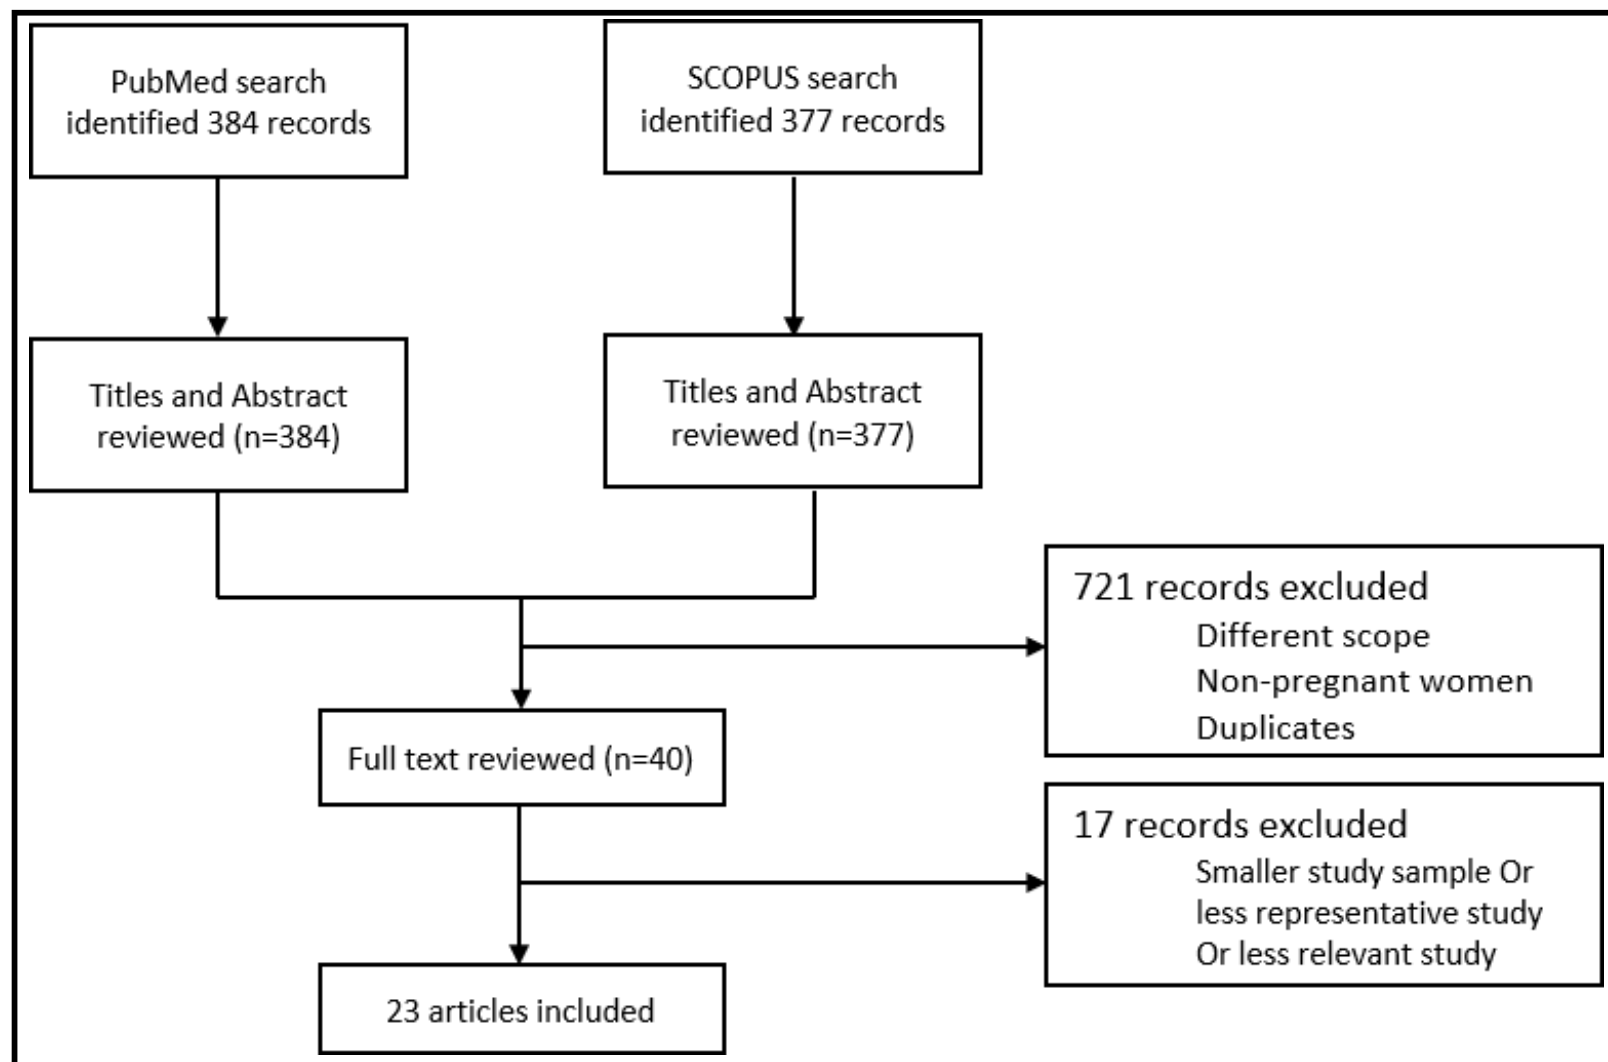 PubMed search
identified 384 records
SCOPUS search
identified 377 records
Titles and Abstract
reviewed (n=384)
Titles and Abstract
reviewed (n=377)
721 records excluded
Different scope
Non-pregnant women
Duplicates
Full text reviewed (n=40)
17 records excluded
Smaller study sample Or
less representative study
Or less relevant study
23 articles included